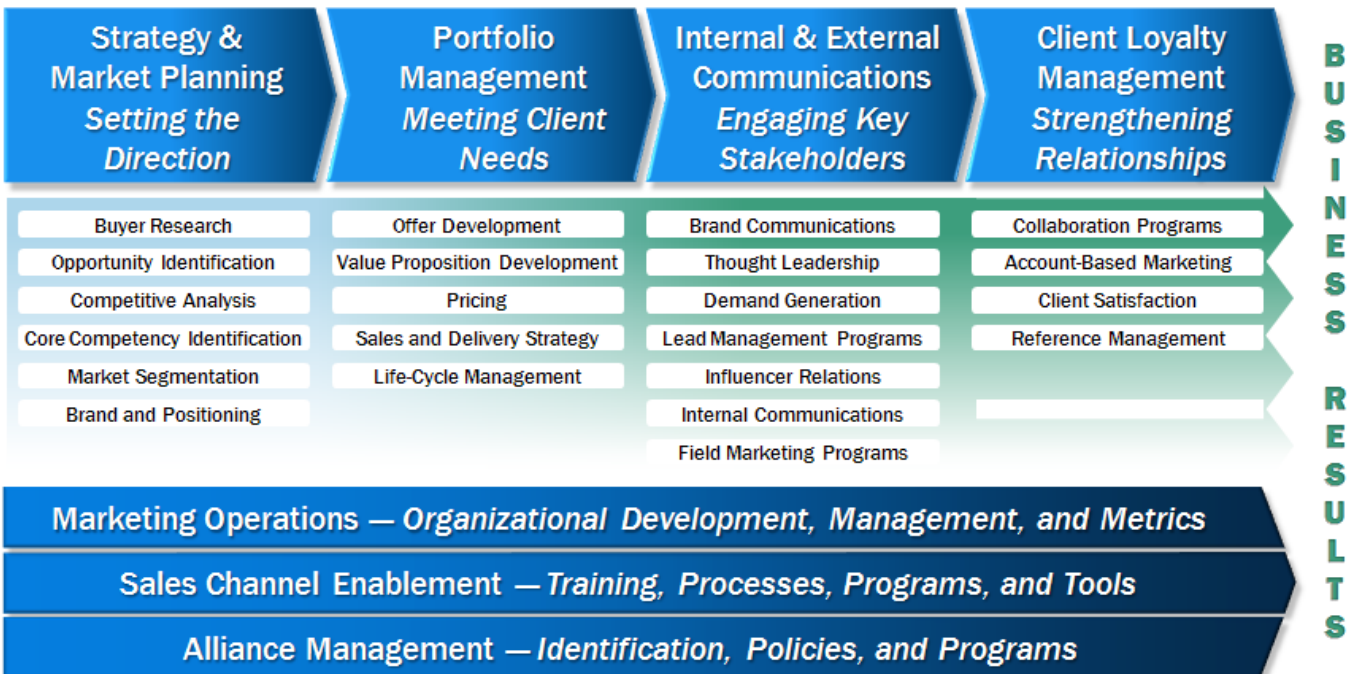 Strategy &
Market Planning
Setting the
Direction
Portfolio
Management
Meeting Client
Needs
Internal & External
Communications
Engaging Key
Stakeholders
Client Loyalty
Management
Strengthening
Relationships
Buyer Research
Opportunity Identification
Competitive Analysis
Core Competency Identification
Market Segmentation
Brand and Positioning
Offer Development
Value Proposition Development
Pricing
Sales and Delivery Strategy
Life-Cycle Management
Brand Communications
Thought Leadership
Demand Generation
Lead Management Programs
Influencer Relations
Internal Communications
Field Marketing Programs
Collaboration Programs
Account-Based Marketing
Client Satisfaction
Reference Management
Marketing Operations — Organizational Development, Management, and Metrics
Sales Channel Enablement — Training, Processes, Programs, and Tools
Alliance Management — Identification, Policies, and Programs
BUSINESS RESULTS